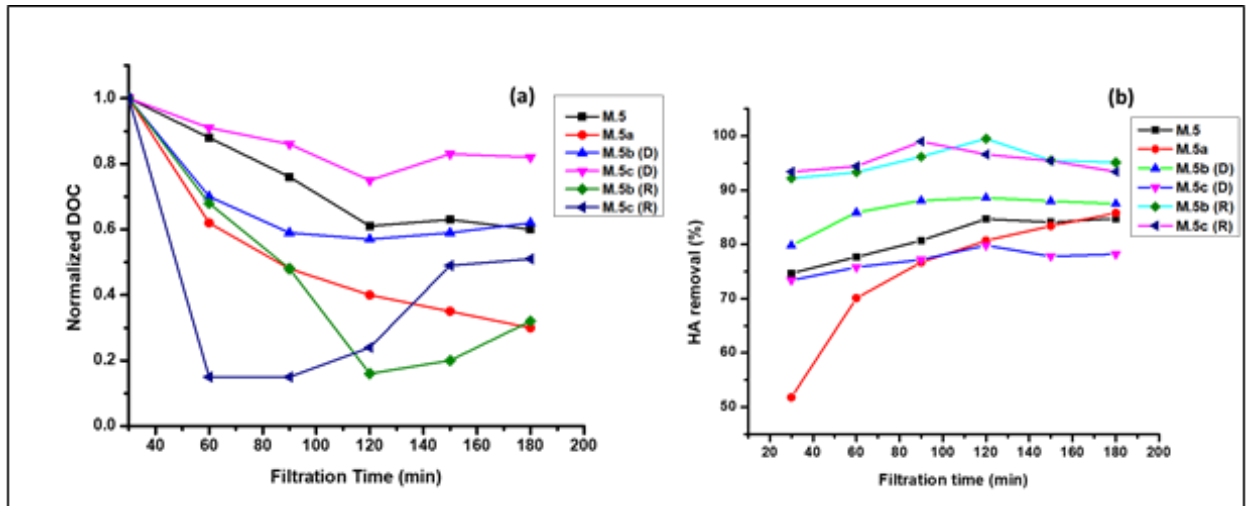 (a)
Normalized DOC
1.0
0.8
0.6
0.4
0.2
0.0
40 60 80 100 120 140 160 180 200
Filtration Time (min)
M.5
M.5a
M.5b (D)
M.5c (D)
M.5b (R)
M.5c (R)
(b)
HA removal (%)
100
90
80
70
60
50
20 40 60 80 100 120 140 160 180 200
Filtration time (min)
M.5
M.5a
M.5b (D)
M.5c (D)
M.5b (R)
M.5c (R)